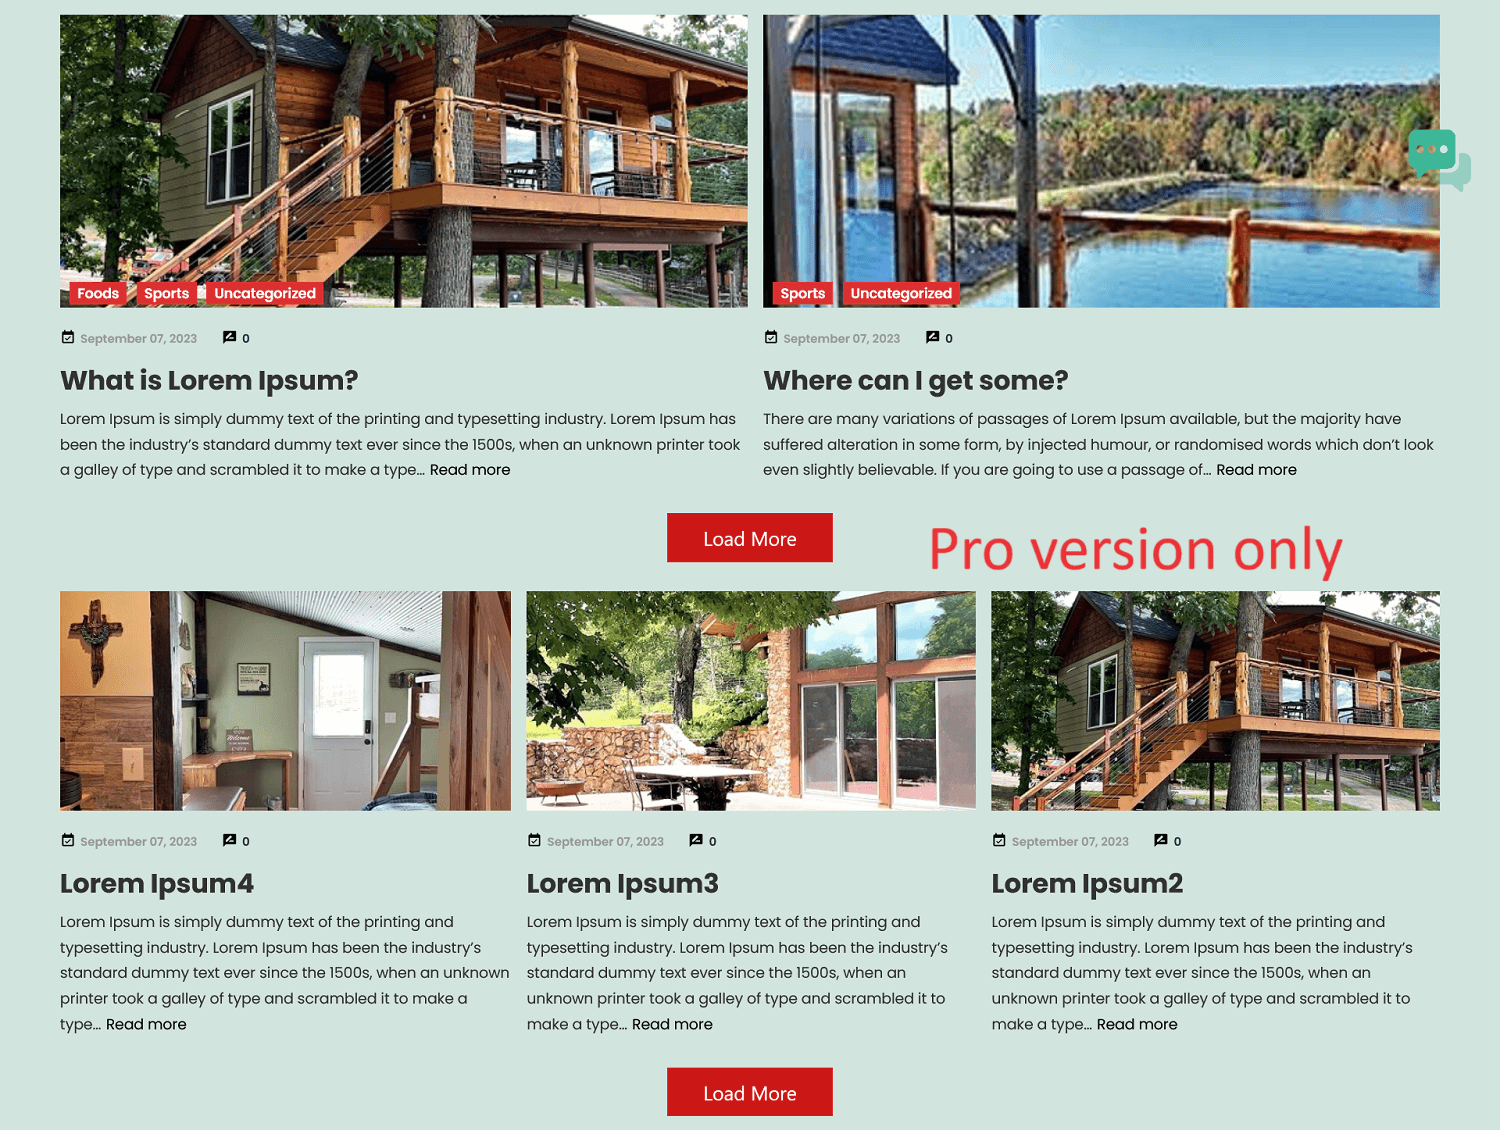 Foods Sports Uncategorized
Sports Uncategorized
September 07, 2023 0
What is Lorem Ipsum?
Lorem Ipsum is simply dummy text of the printing and typesetting industry. Lorem Ipsum has
been the industry’s standard dummy text ever since the 1500s, when an unknown printer took
a galley of type and scrambled it to make a type… Read more
September 07, 2023 0
Where can I get some?
There are many variations of passages of Lorem Ipsum available, but the majority have
suffered alteration in some form, by injected humour, or randomised words which don’t look
even slightly believable. If you are going to use a passage of… Read more
Load More
Pro version only
September 07, 2023 0
Lorem Ipsum4
Lorem Ipsum is simply dummy text of the printing and
typesetting industry. Lorem Ipsum has been the industry’s
standard dummy text ever since the 1500s, when an unknown
printer took a galley of type and scrambled it to make a
type… Read more
September 07, 2023 0
Lorem Ipsum3
Lorem Ipsum is simply dummy text of the printing and
typesetting industry. Lorem Ipsum has been the industry’s
standard dummy text ever since the 1500s, when an
unknown printer took a galley of type and scrambled it to
make a type… Read more
September 07, 2023 0
Lorem Ipsum2
Lorem Ipsum is simply dummy text of the printing and
typesetting industry. Lorem Ipsum has been the industry’s
standard dummy text ever since the 1500s, when an
unknown printer took a galley of type and scrambled it to
make a type… Read more
Load More